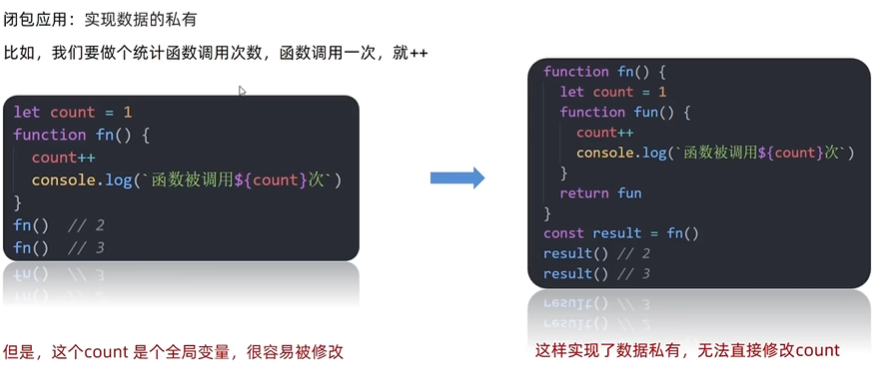 闭包应用：实现数据的私有
比如，我们要做个统计函数调用次数，函数调用一次，就++
let count = 1
function fn() {
count++
console.log(`函数被调用${count}次`)
}
fn() // 2
fn() // 3
但是，这个count 是个全局变量，很容易被修改
function fn() {
let count = 1
function fun() {
count++
console.log(`函数被调用${count}次`)
}
return fun
}
const result = fn()
result() // 2
result() // 3
这样实现了数据私有，无法直接修改count